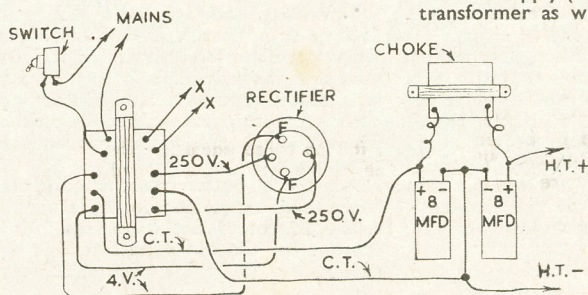 transformer as w
MAINS
SWITCH
CHOKE
X
X
RECTIFIER
F
250 V.
F
H.T.+
+ - - +
8 8
MFD MFD
250 V.
C.T.
C.T.
4.V.
H.T.-